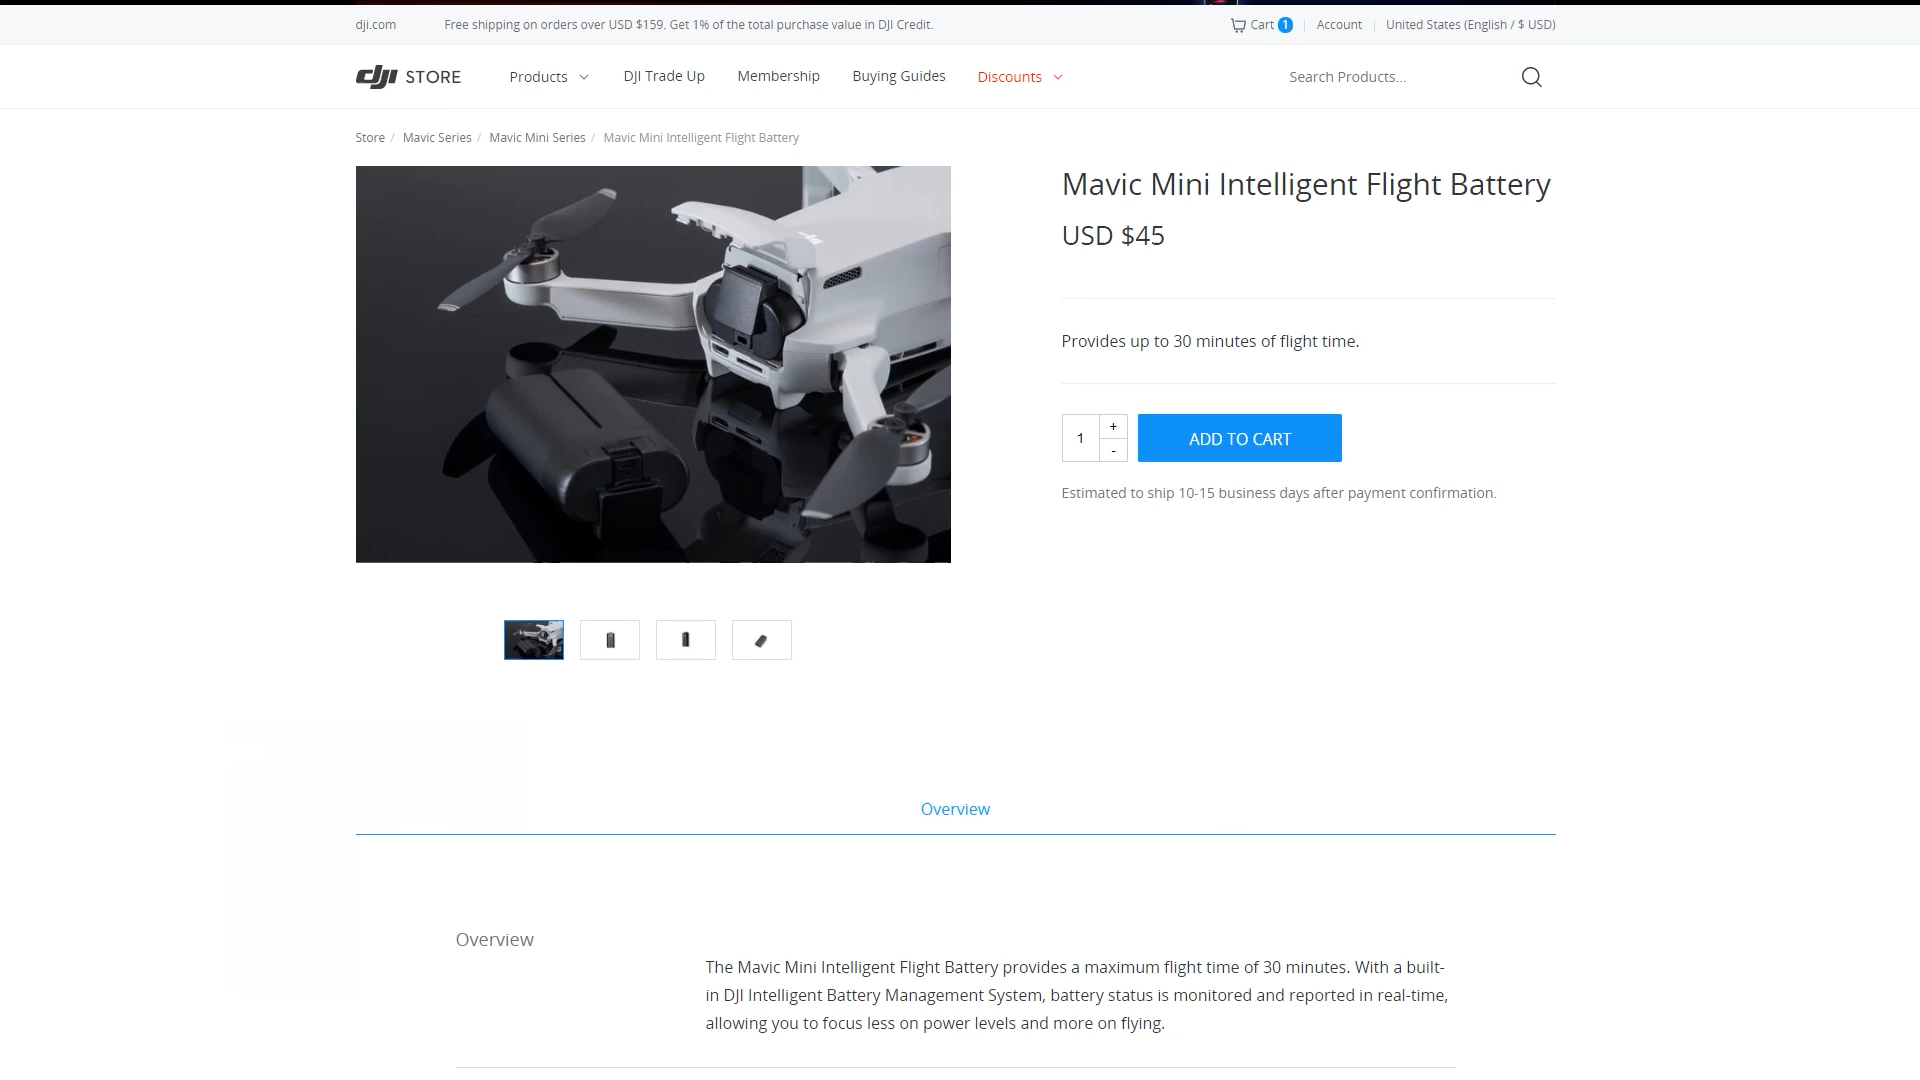 dji.com Free shipping on orders over USD $159. Get 1% of the total purchase value in DJI Credit. Cart 1 Account United States (English / $ USD)
dji STORE Products DJI Trade Up Membership Buying Guides Discounts Search Products...
Store / Mavic Series / Mavic Mini Series / Mavic Mini Intelligent Flight Battery
Mavic Mini Intelligent Flight Battery
USD $45
Provides up to 30 minutes of flight time.
1 + - ADD TO CART
Estimated to ship 10-15 business days after payment confirmation.
Overview
Overview
The Mavic Mini Intelligent Flight Battery provides a maximum flight time of 30 minutes. With a built-
in DJI Intelligent Battery Management System, battery status is monitored and reported in real-time,
allowing you to focus less on power levels and more on flying.